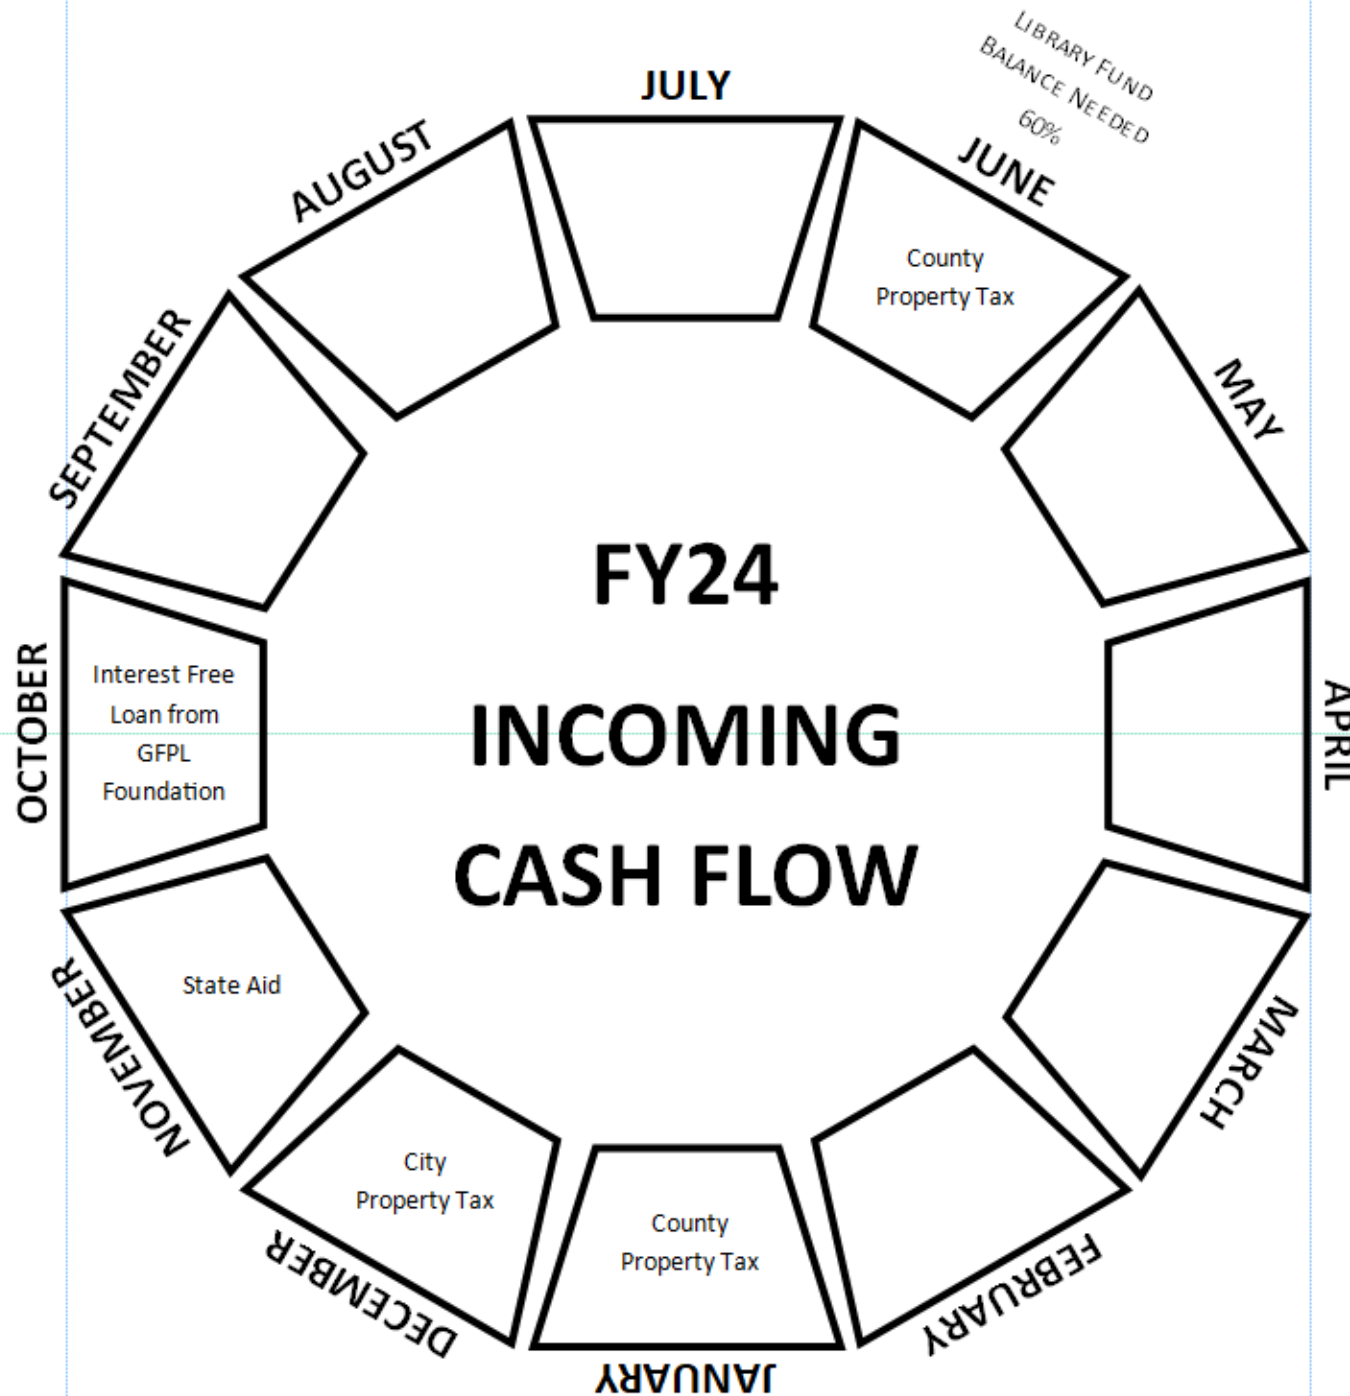 LIBRARY FUND
BALANCE NEEDED
60%
JULY
JUNE
County
Property Tax
MAY
APRIL
MARCH
FEBRUARY
JANUARY
County
Property Tax
DECEMBER
City
Property Tax
NOVEMBER
State Aid
OCTOBER
Interest Free
Loan from
GFPL
Foundation
SEPTEMBER
AUGUST
FY24
INCOMING
CASH FLOW